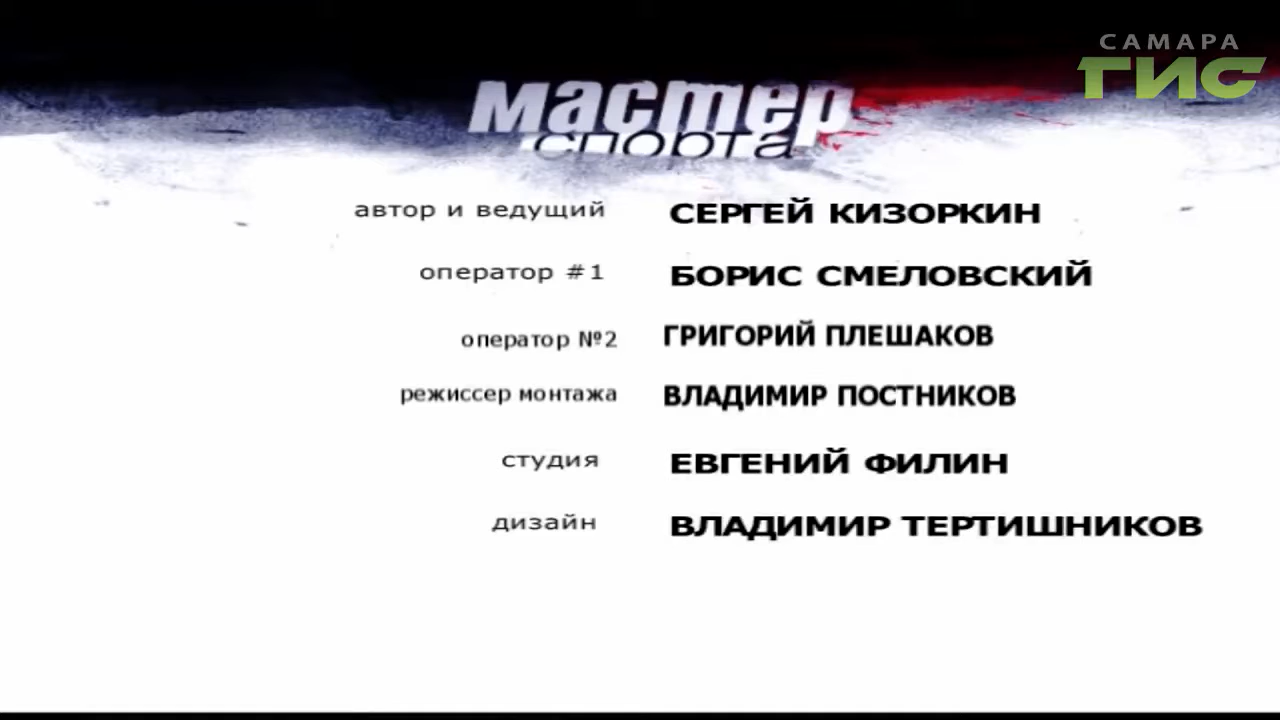 САМАРА
ГИС
мастер
спорта
автор и ведущий СЕРГЕЙ КИЗОРКИН
оператор #1 БОРИС СМЕЛОВСКИЙ
оператор №2 ГРИГОРИЙ ПЛЕШАКОВ
режиссер монтажа ВЛАДИМИР ПОСТНИКОВ
студия ЕВГЕНИЙ ФИЛИН
дизайн ВЛАДИМИР ТЕРТИШНИКОВ